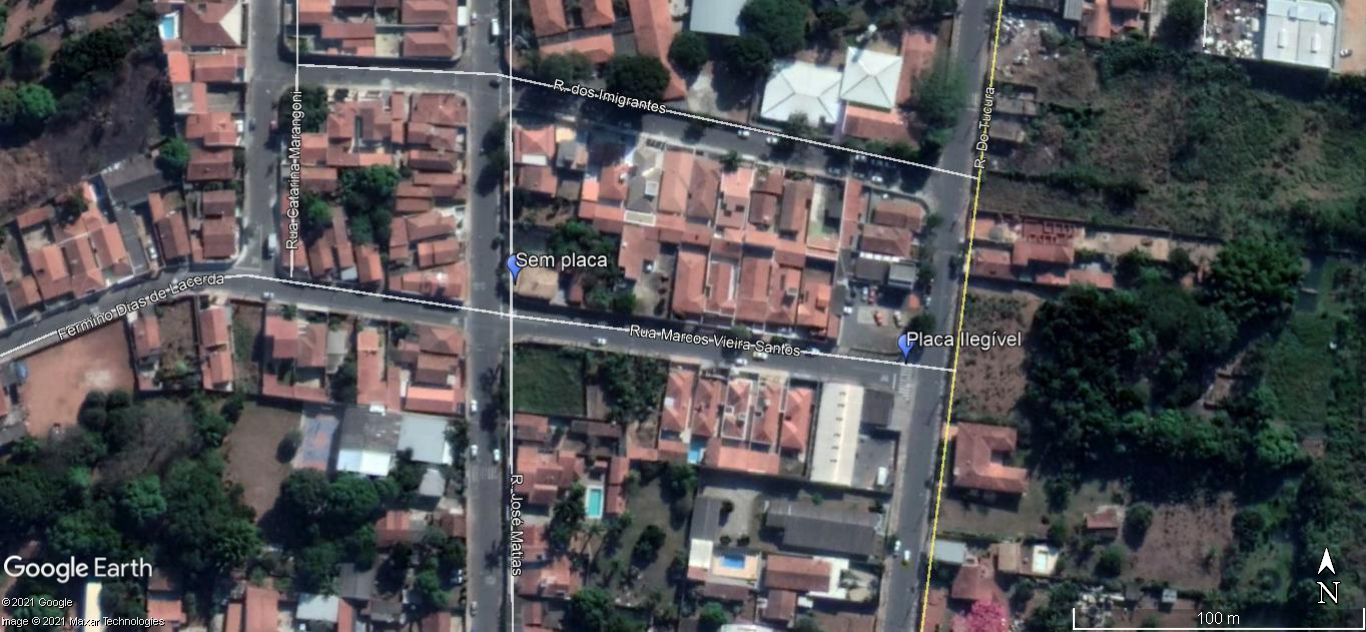 R. dos Imigrantes
R. Do Tucura
Rua Catarina Marangoni
Sem placa
Fermino Dias de Lacerda
Rua Marcos Vieira Santos
Placa Ilegível
R. José Matias
Google Earth
©2021 Google
Image © 2021 Maxar Technologies
N
100 m